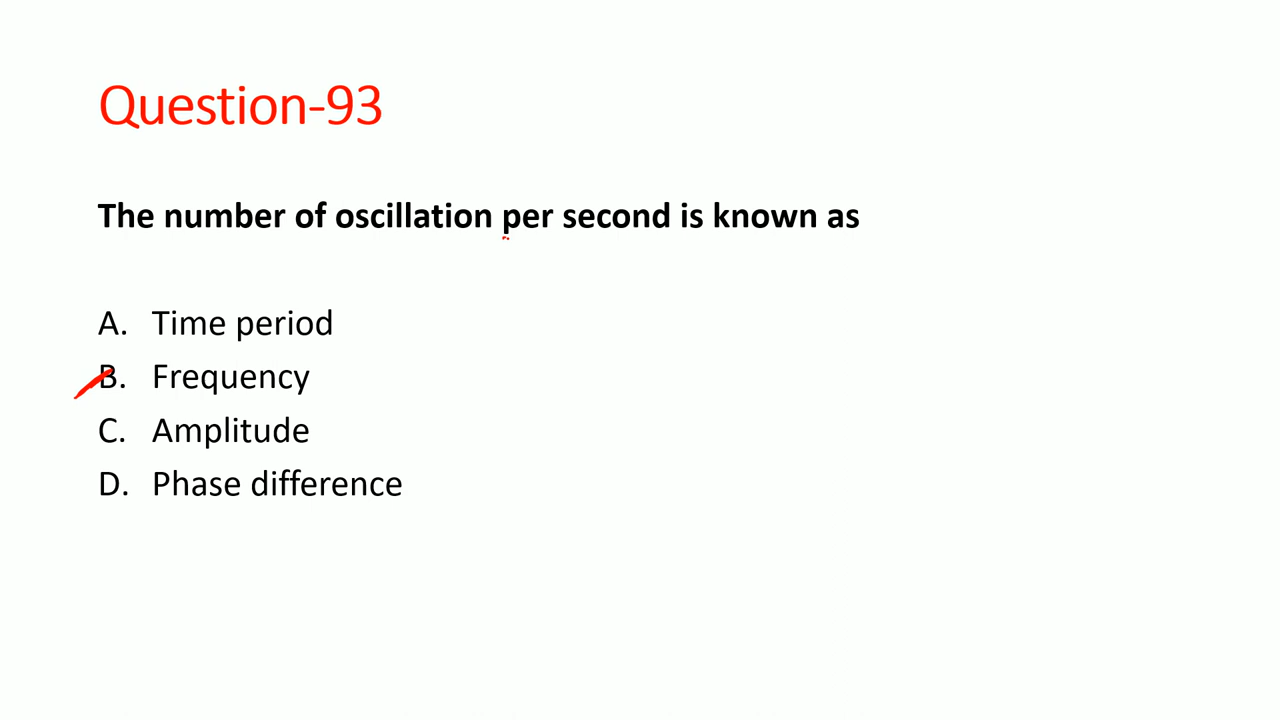 Question-93
The number of oscillation per second is known as
A. Time period
B. Frequency
C. Amplitude
D. Phase difference